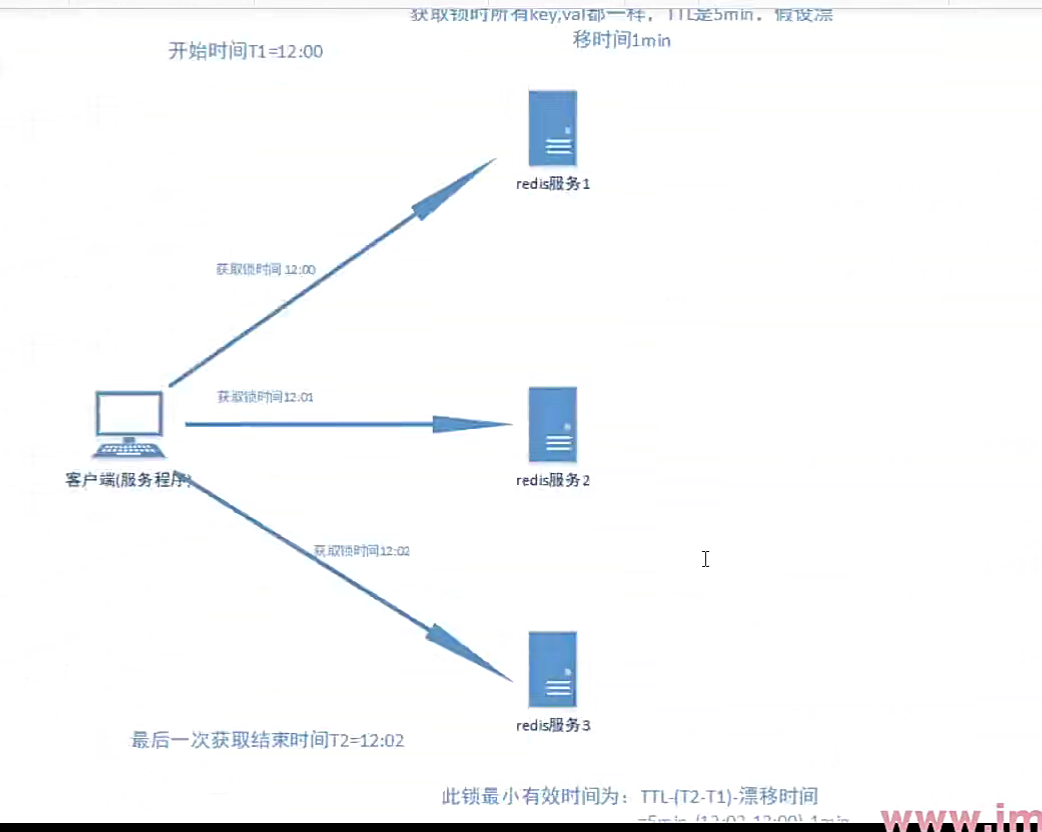 获取锁时所有key,val都一样，TTL是5min，假设漂
移时间1min
开始时间T1=12:00
redis服务1
获取锁时间 12:00
获取锁时间12:01
redis服务2
客户端(服务程序)
获取锁时间12:02
redis服务3
最后一次获取结束时间T2=12:02
此锁最小有效时间为：TTL-(T2-T1)-漂移时间
=5min-(12:02-12:00)-1min
www.im